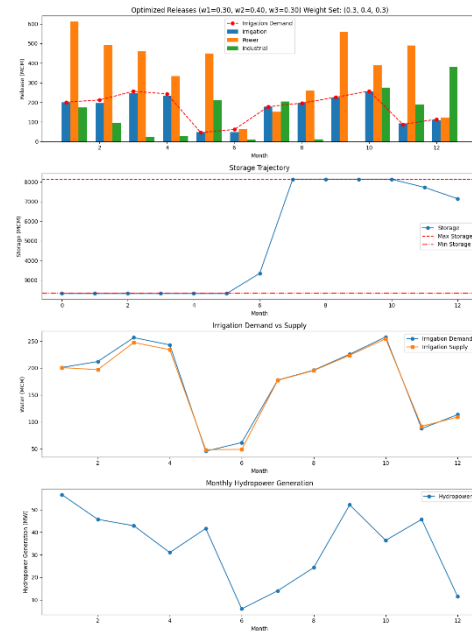 Optimized Releases (w1=0.30, w2=0.40, w3=0.30) Weight Set: (0.3, 0.4, 0.3)
Irrigation Demand
Irrigation
Power
Industrial
Release (MCM)
600
500
400
300
200
100
0
2
4
6
8
10
12
Month
Storage Trajectory
Storage (MCM)
8000
7000
6000
5000
4000
3000
Storage
Max Storage
Min Storage
0
2
4
6
8
10
12
Month
Irrigation Demand vs Supply
Water (MCM)
250
200
150
100
50
Irrigation Demand
Irrigation Supply
2
4
6
8
10
12
Month
Monthly Hydropower Generation
Hydropower Generation (MW)
50
40
30
20
10
Hydropower
2
4
6
8
10
12
Month